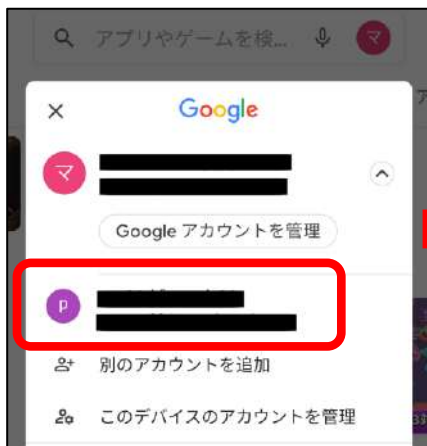 アプリやゲームを検...
マ
ア
Google
マ
Google アカウントを管理
p
別のアカウントを追加
このデバイスのアカウントを管理